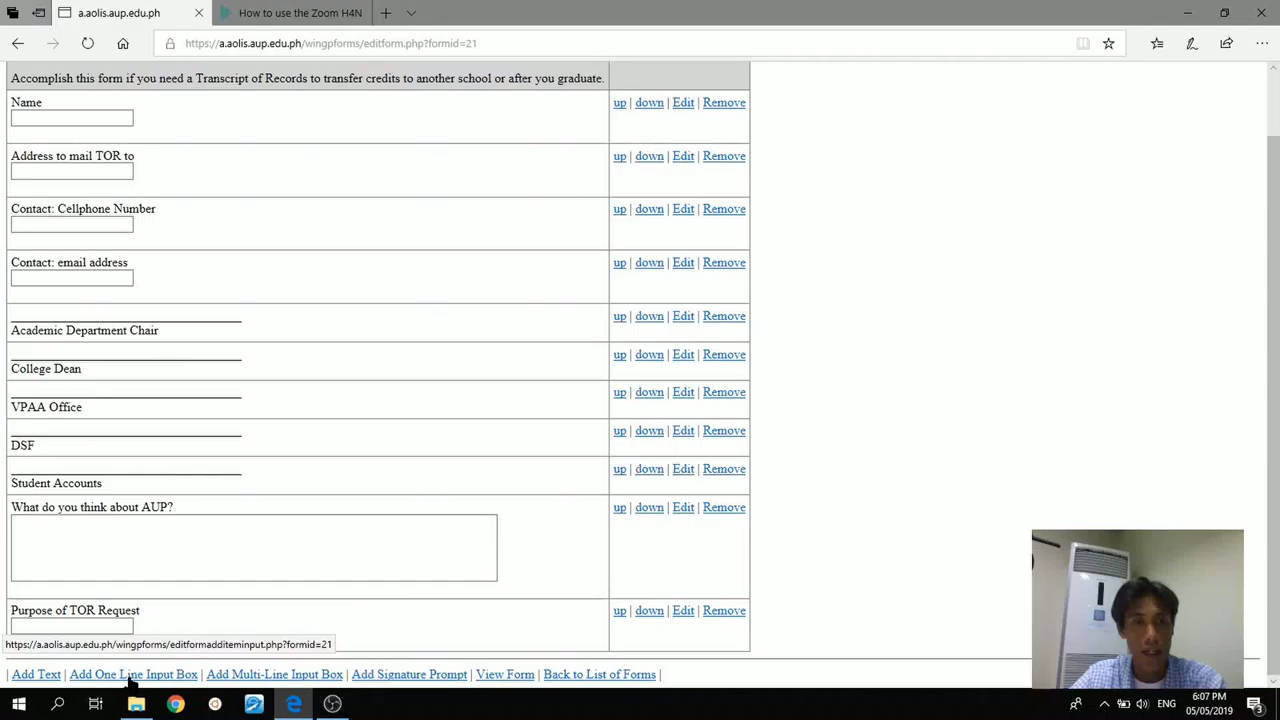 a.aolis.aup.edu.ph
How to use the Zoom H4N
https://a.aolis.aup.edu.ph/wingpforms/editform.php?formid=21
Accomplish this form if you need a Transcript of Records to transfer credits to another school or after you graduate.
Name
up | down | Edit | Remove
Address to mail TOR to
up | down | Edit | Remove
Contact: Cellphone Number
up | down | Edit | Remove
Contact: email address
up | down | Edit | Remove
Academic Department Chair
up | down | Edit | Remove
College Dean
up | down | Edit | Remove
VPAA Office
up | down | Edit | Remove
DSF
up | down | Edit | Remove
Student Accounts
up | down | Edit | Remove
What do you think about AUP?
up | down | Edit | Remove
Purpose of TOR Request
up | down | Edit | Remove
https://a.aolis.aup.edu.ph/wingpforms/editformadditeminput.php?formid=21
| Add Text | Add One Line Input Box | Add Multi-Line Input Box | Add Signature Prompt | View Form | Back to List of Forms |
ENG
6:07 PM
05/05/2019
3